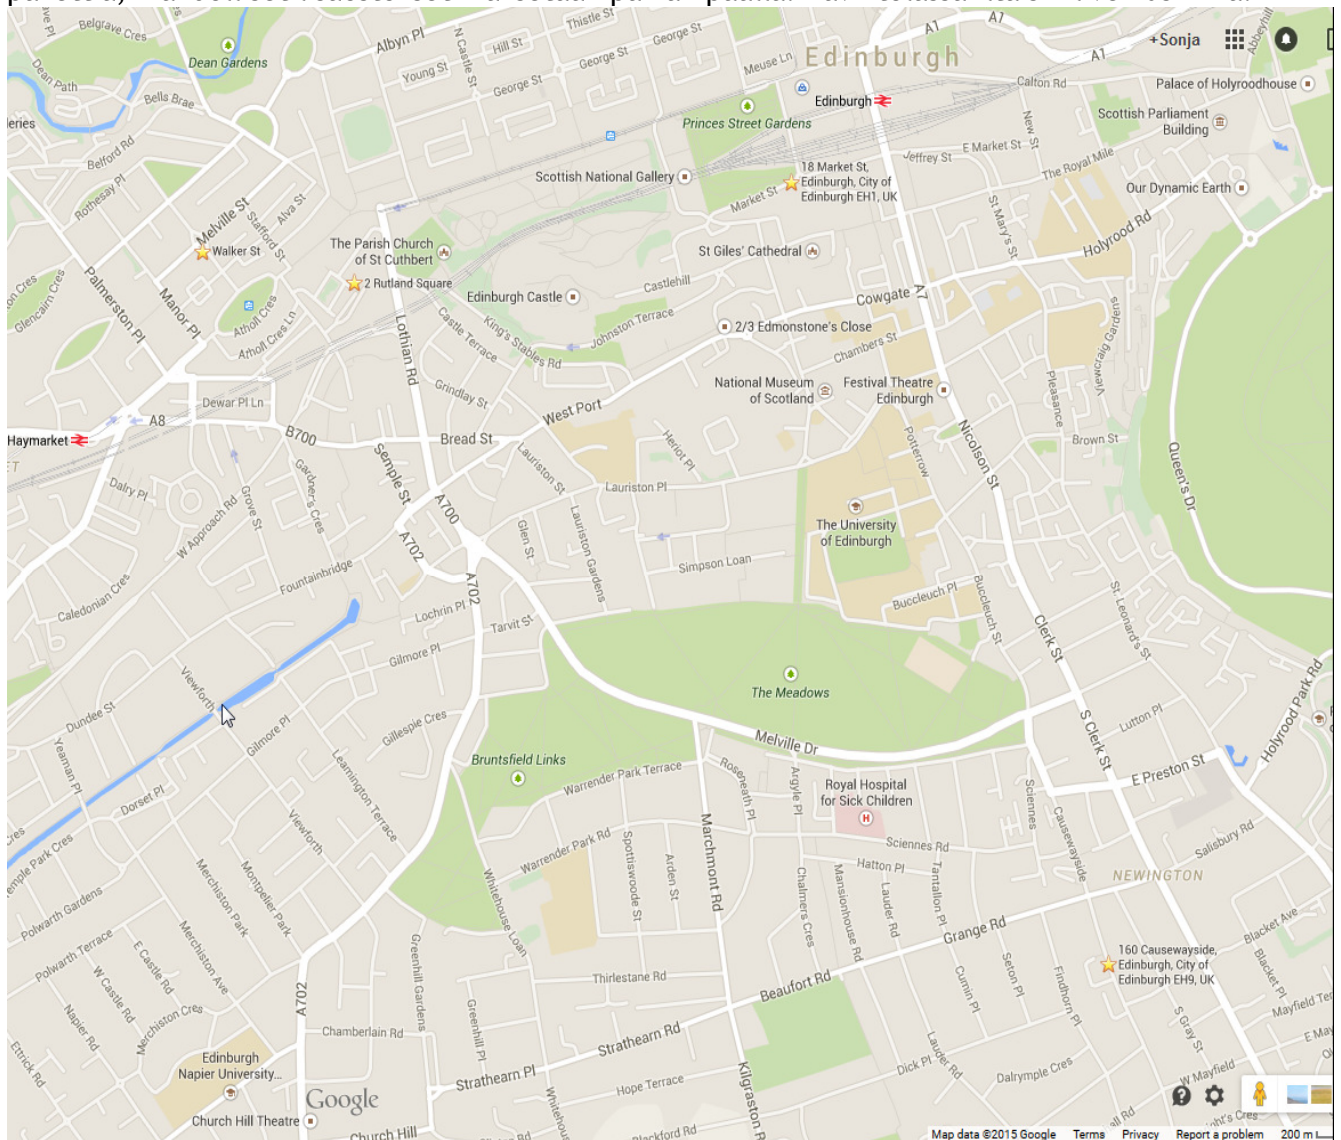 Belgrave Cres
Dean Gardens
Dean Path
Bells Brae
Belford Rd
Rothesay Pl
Albyn Pl
N Castle St
Hill St
Young St
George St
Thistle St
George St
George St
Meuse Ln
Edinburgh
A1
A1
A1
+Sonja
Abbeyhill
Calton Rd
Palace of Holyroodhouse
Edinburgh
Princes Street Gardens
New St
Scottish Parliament
Building
E Market St
Jeffrey St
The Royal Mile
Our Dynamic Earth
Scottish National Gallery
18 Market St,
Edinburgh, City of
Edinburgh EH1, UK
Market St
St Mary's St
Holyrood Rd
Melville St
Stafford St
Alva St
Walker St
The Parish Church
of St Cuthbert
2 Rutland Square
St Giles' Cathedral
Edinburgh Castle
Castlehill
Cowgate
A7
Glencairn Cres
Palmerston Pl
Manor Pl
Atholl Cres
Atholl Cres Ln
Lothian Rd
Castle Terrace
King's Stables Rd
Johnston Terrace
2/3 Edmonstone's Close
Chambers St
Viewcraig Gardens
Pleasance
Grindlay St
National Museum
of Scotland
Festival Theatre
Edinburgh
Dewar Pl Ln
West Port
A8
Haymarket
B700
Bread St
Heriot Pl
Potterrow
Nicolson St
Brown St
Queen's Dr
Semple St
Lauriston St
Lauriston Pl
Gardner's Cres
Dalry Pl
Grove St
W Approach Rd
A700
Glen St
Lauriston Gardens
The University
of Edinburgh
A702
Simpson Loan
Fountainbridge
Caledonian Cres
A702
Lochrin Pl
Tarvit St
Buccleuch Pl
Buccleuch St
St. Leonard's St
Clerk St
Gilmore Pl
Viewforth
The Meadows
Holyrood Park Rd
Dundee St
Gilmore Pl
Gillespie Cres
Melville Dr
S Clerk St
Lutton Pl
Yeaman Pl
Leamington Terrace
Bruntsfield Links
Warrender Park Terrace
Roseneath Pl
Argyle Pl
Royal Hospital
for Sick Children
E Preston St
Sciennes
Causewayside
Dorset Pl
Viewforth
Marchmont Rd
Sciennes Rd
Salisbury Rd
Temple Park Cres
Warrender Park Rd
Spottiswoode St
Arden St
Hatton Pl
NEWINGTON
Merchiston Park
Montpelier Park
Whitehouse Loan
Chalmers Cres
Mansionhouse Rd
Lauder Rd
Tantallon Pl
Polwarth Gardens
Merchiston Ave
Grange Rd
Blacket Ave
Polwarth Terrace
E Castle Rd
W Castle Rd
Greenhill Gardens
Thirlestane Rd
Beaufort Rd
Cumin Pl
Seton Pl
Findhorn Pl
160 Causewayside,
Edinburgh, City of
Edinburgh EH9, UK
Blacket Pl
Napier Rd
Merchiston Cres
A702
Chamberlain Rd
Greenhill Pl
Strathearn Rd
S Gray St
Mayfield Ter
Ettrick Rd
Edinburgh
Napier University...
Strathearn Pl
Hope Terrace
Kilgraston Rd
Dick Pl
Lauder Rd
Dalrymple Cres
W Mayfield
Google
Church Hill Theatre
Church Hill
Blackford Rd
Map data ©2015 Google Terms Privacy Report a problem 200 m